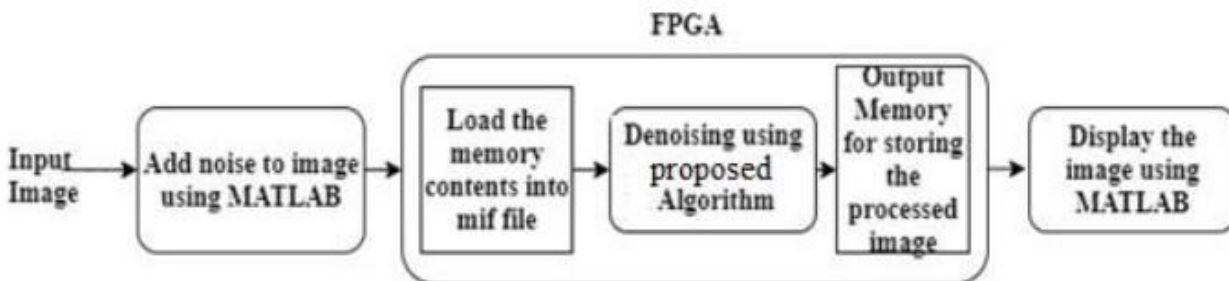 FPGA
Input
Image
Add noise to image
using MATLAB
Load the
memory
contents into
mif file
Denoising using
proposed
Algorithm
Output
Memory
for storing
the
processed
image
Display the
image using
MATLAB